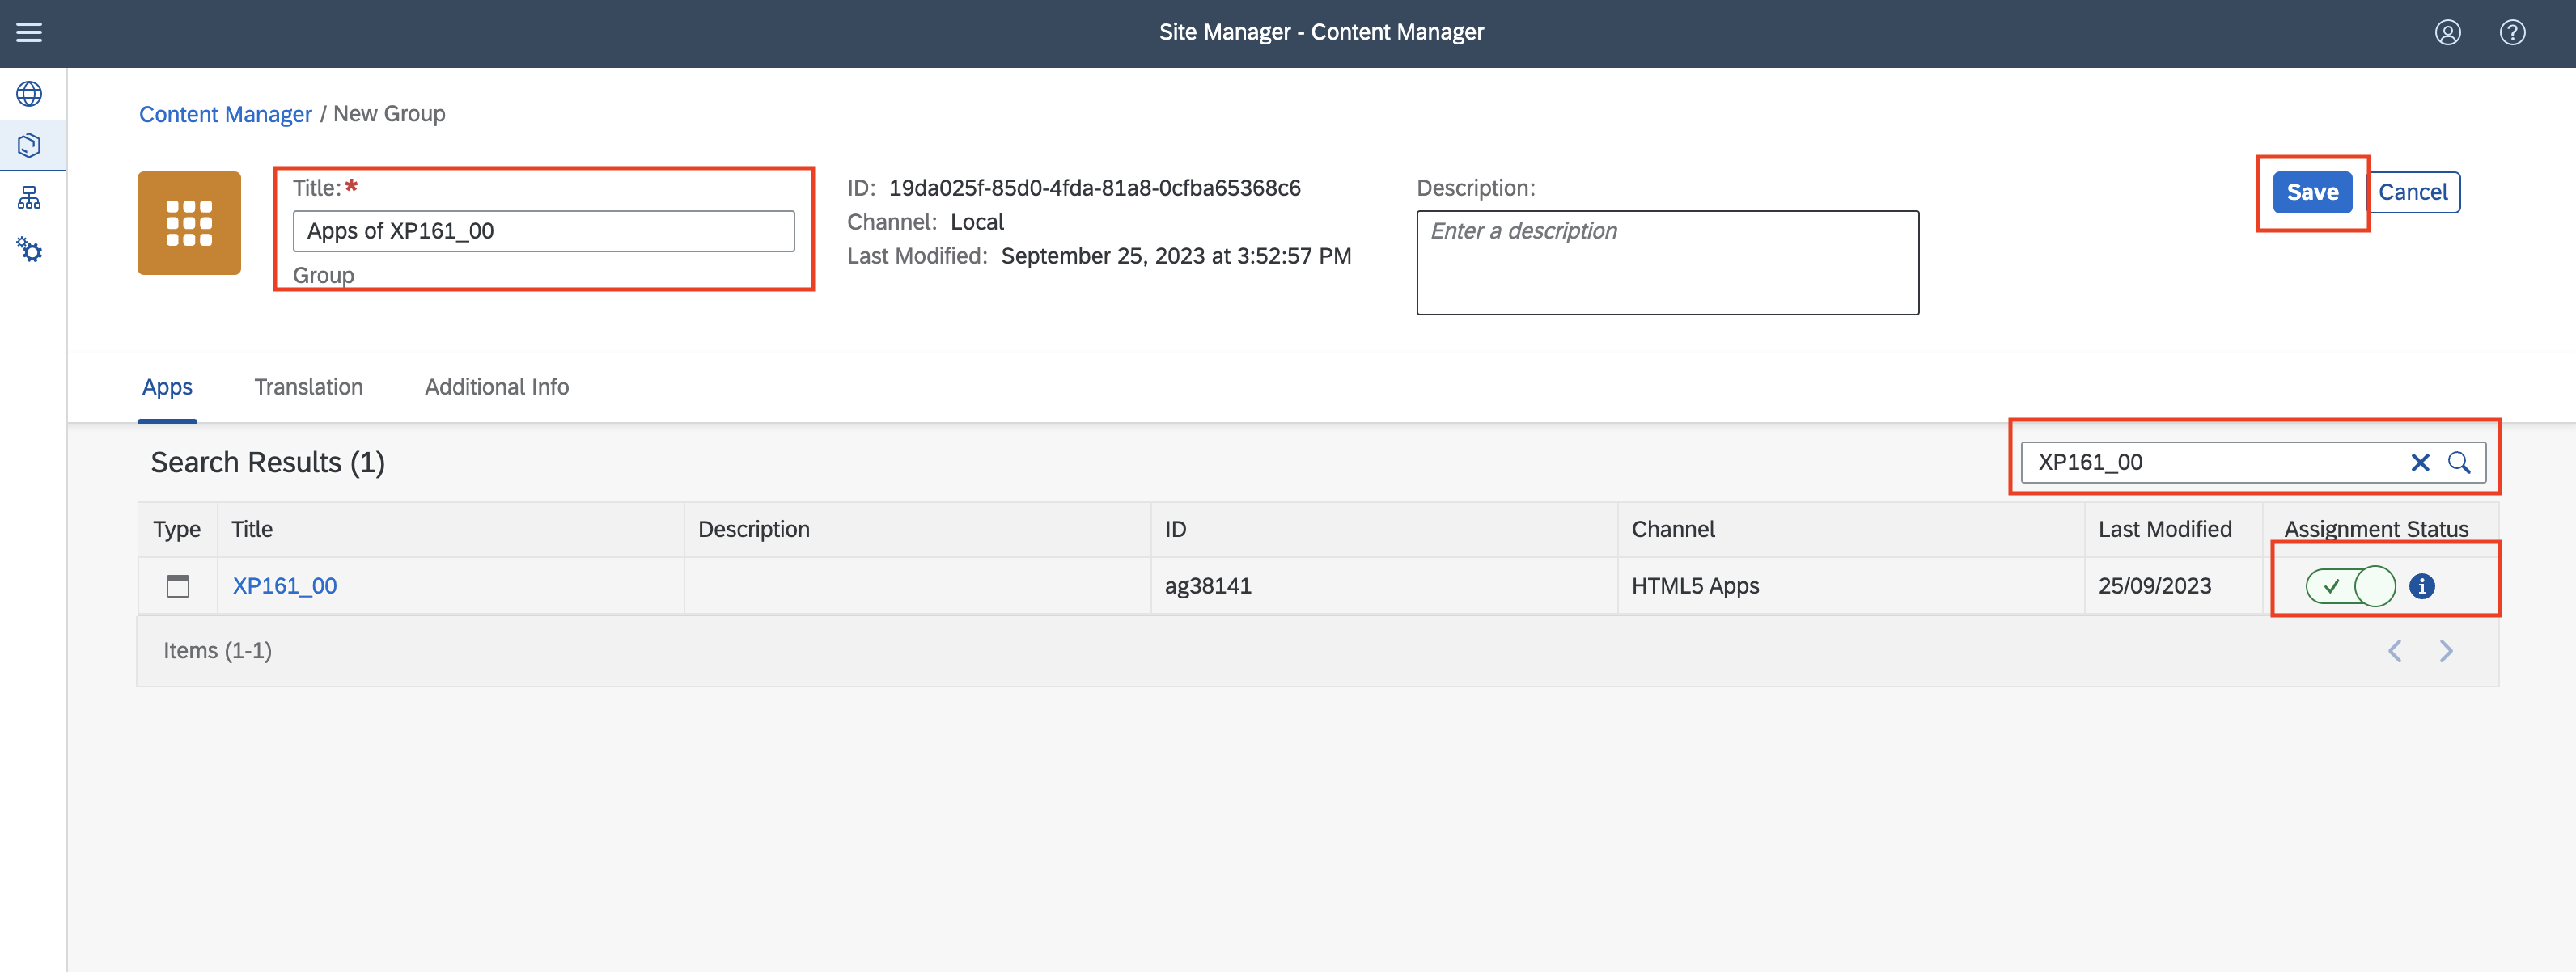 Site Manager - Content Manager
Content Manager / New Group
Title:*
Apps of XP161_00
Group
ID: 19da025f-85d0-4fda-81a8-0cfba65368c6
Channel: Local
Last Modified: September 25, 2023 at 3:52:57 PM
Description:
Enter a description
Save Cancel
Apps Translation Additional Info
Search Results (1)
XP161_00
Type Title Description ID Channel Last Modified Assignment Status
XP161_00 ag38141 HTML5 Apps 25/09/2023
Items (1-1)